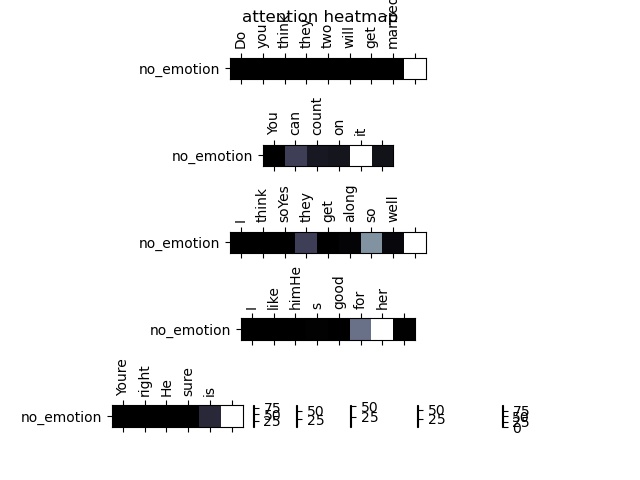 attention heatmap
Do you think they two will get married
no_emotion
You can count on it
no_emotion
I think soYes they get along so well
no_emotion
I like himHe s good for her
no_emotion
Youre right He sure is
no_emotion
75 50 25
50 25
50 25
50 25
75 50 25 0